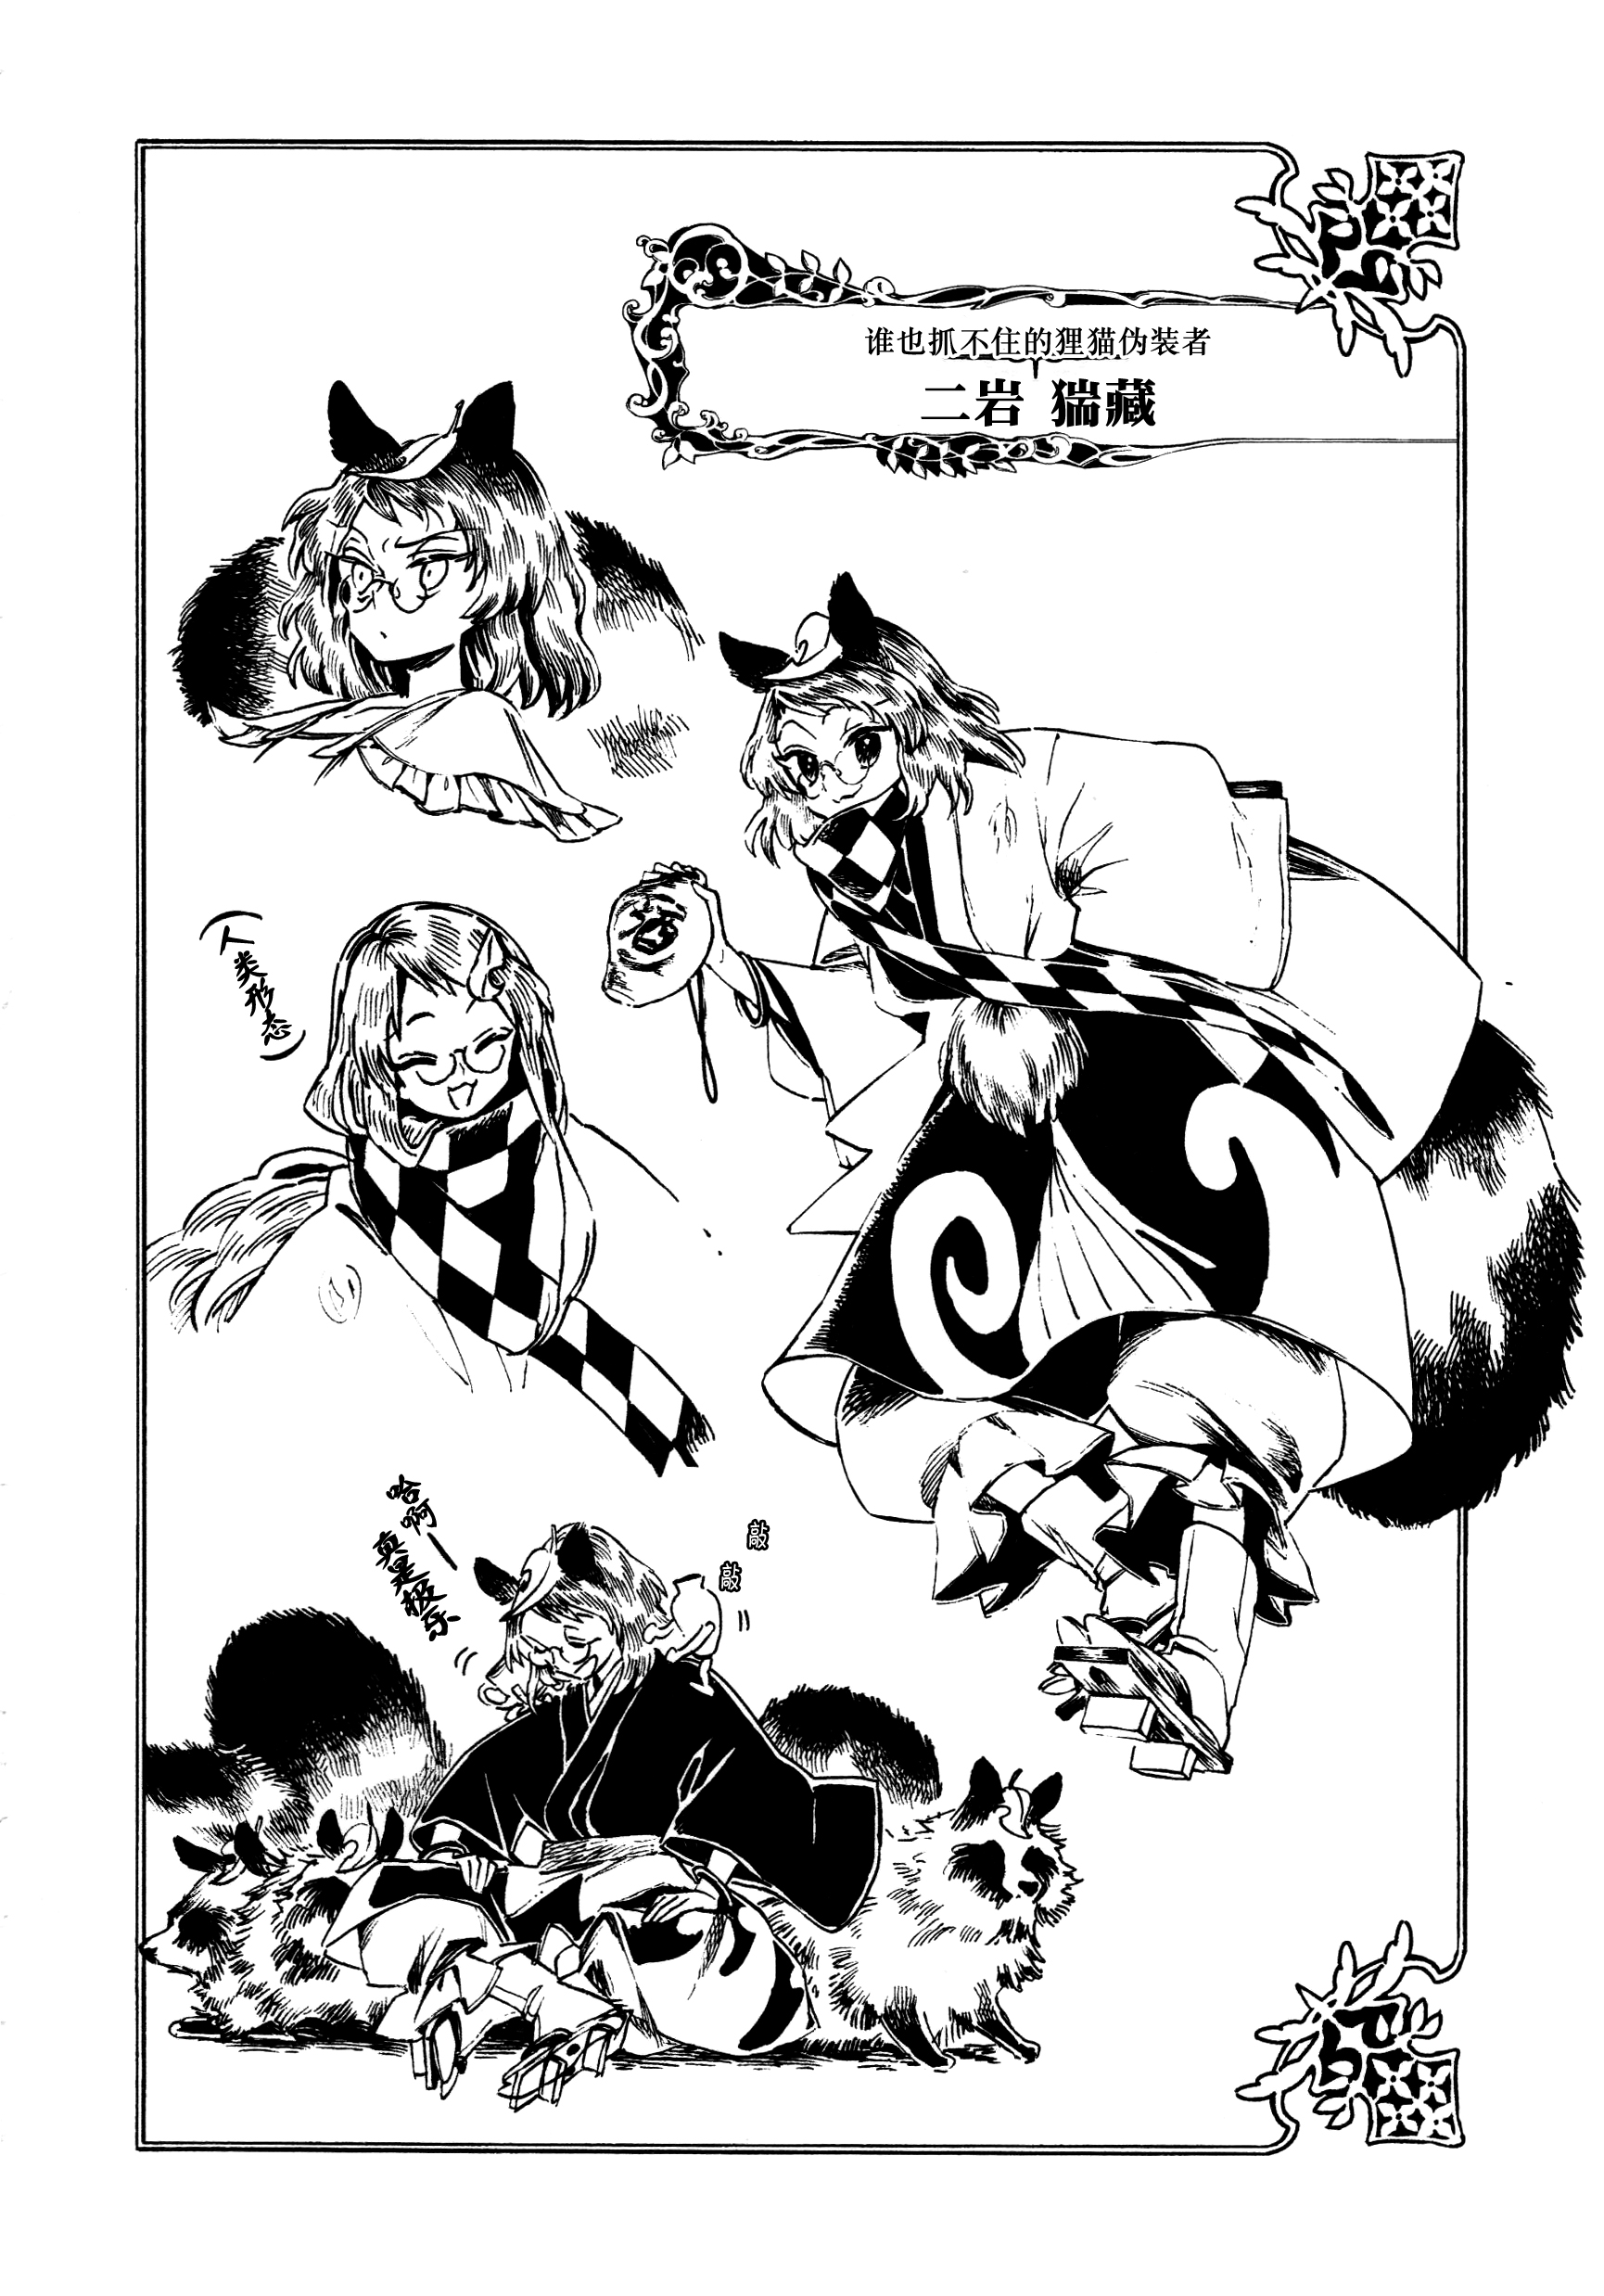 谁也抓不住的狸猫伪装者
二岩 猯藏
（人类形态）
哈啊—
真是极乐
敲
敲